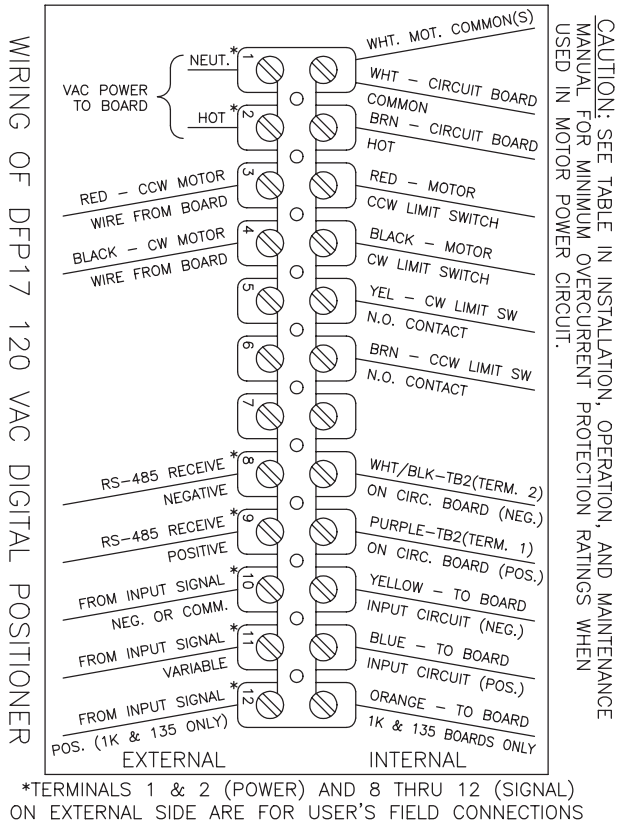 WIRING OF DFP17 120 VAC DIGITAL POSITIONER
CAUTION: SEE TABLE IN INSTALLATION, OPERATION, AND MAINTENANCE
MANUAL FOR MINIMUM OVERCURRENT PROTECTION RATINGS WHEN
USED IN MOTOR POWER CIRCUIT.
VAC POWER
TO BOARD
NEUT.*
1
WHT. MOT. COMMON(S)
WHT - CIRCUIT BOARD
COMMON
HOT *
2
BRN - CIRCUIT BOARD
HOT
RED - CCW MOTOR
WIRE FROM BOARD
3
RED - MOTOR
CCW LIMIT SWITCH
BLACK - CW MOTOR
WIRE FROM BOARD
4
BLACK - MOTOR
CW LIMIT SWITCH
5
YEL - CW LIMIT SW
N.O. CONTACT
6
BRN - CCW LIMIT SW
N.O. CONTACT
7
RS-485 RECEIVE *
NEGATIVE
8
WHT/BLK-TB2(TERM. 2)
ON CIRC. BOARD (NEG.)
RS-485 RECEIVE *
POSITIVE
9
PURPLE-TB2(TERM. 1)
ON CIRC. BOARD (POS.)
FROM INPUT SIGNAL *
NEG. OR COMM.
10
YELLOW - TO BOARD
INPUT CIRCUIT (NEG.)
FROM INPUT SIGNAL *
VARIABLE
11
BLUE - TO BOARD
INPUT CIRCUIT (POS.)
FROM INPUT SIGNAL *
POS. (1K & 135 ONLY)
12
ORANGE - TO BOARD
1K & 135 BOARDS ONLY
EXTERNAL
INTERNAL
*TERMINALS 1 & 2 (POWER) AND 8 THRU 12 (SIGNAL)
ON EXTERNAL SIDE ARE FOR USER'S FIELD CONNECTIONS